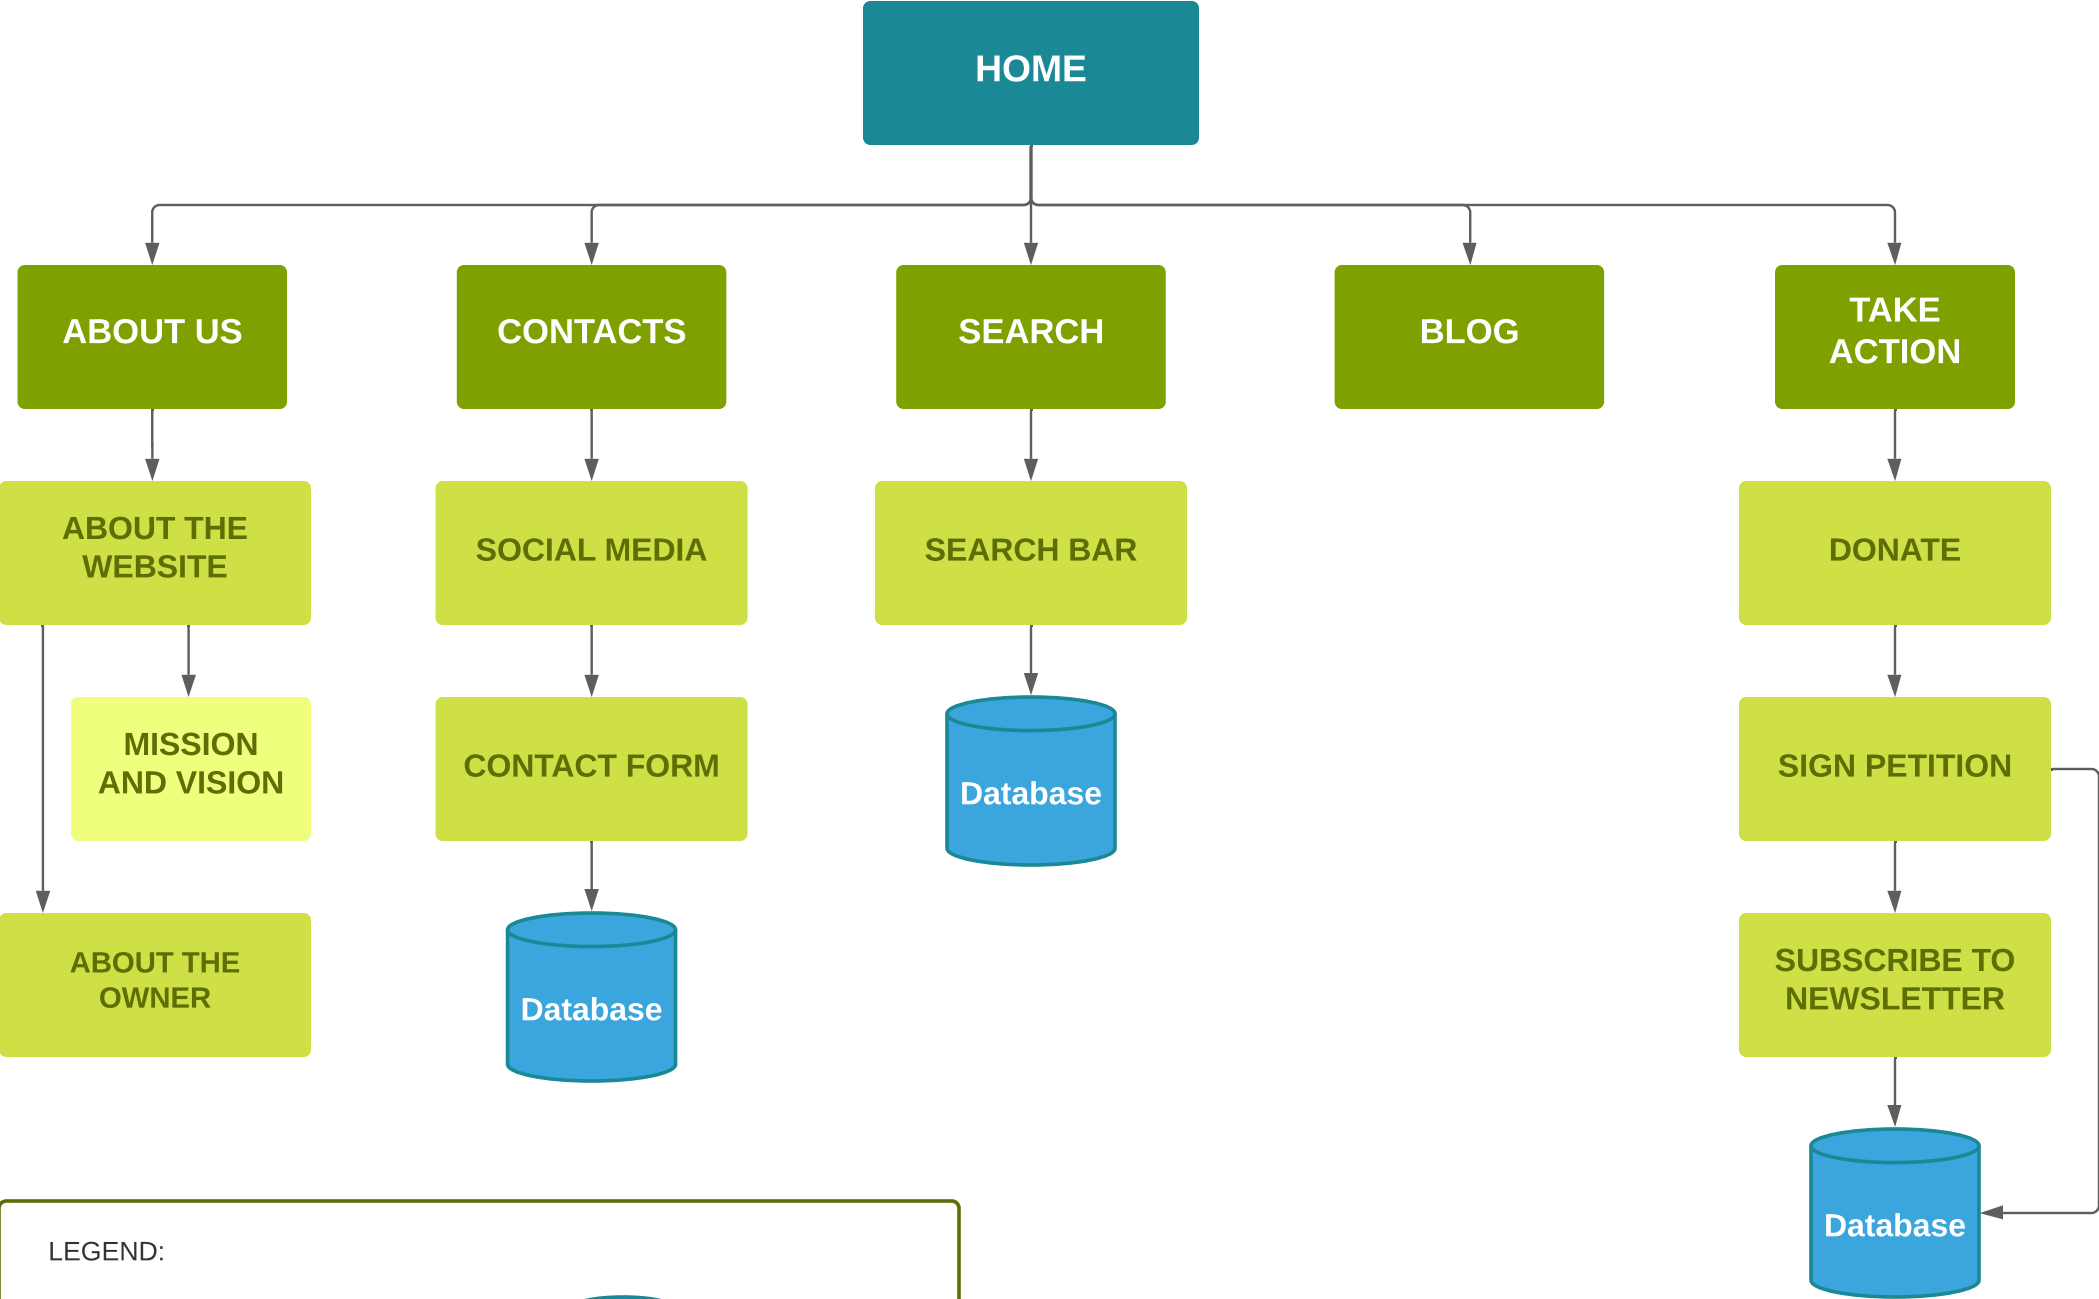 HOME
ABOUT US
CONTACTS
SEARCH
BLOG
TAKE
ACTION
ABOUT THE
WEBSITE
SOCIAL MEDIA
SEARCH BAR
DONATE
MISSION
AND VISION
CONTACT FORM
Database
SIGN PETITION
ABOUT THE
OWNER
Database
SUBSCRIBE TO
NEWSLETTER
Database
LEGEND: